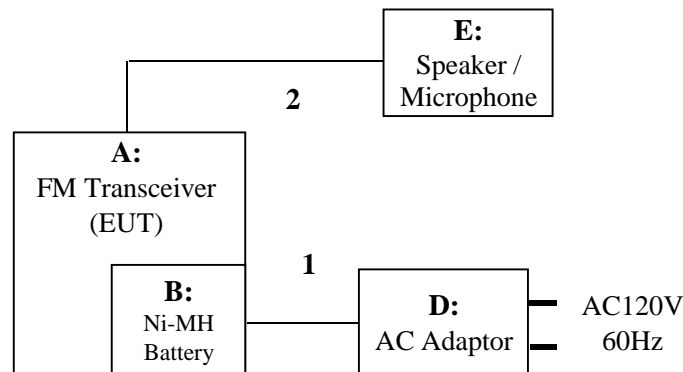 E:
Speaker /
Microphone
2
A:
FM Transceiver
(EUT)
1
B:
Ni-MH
Battery
D:
AC Adaptor
AC120V
60Hz